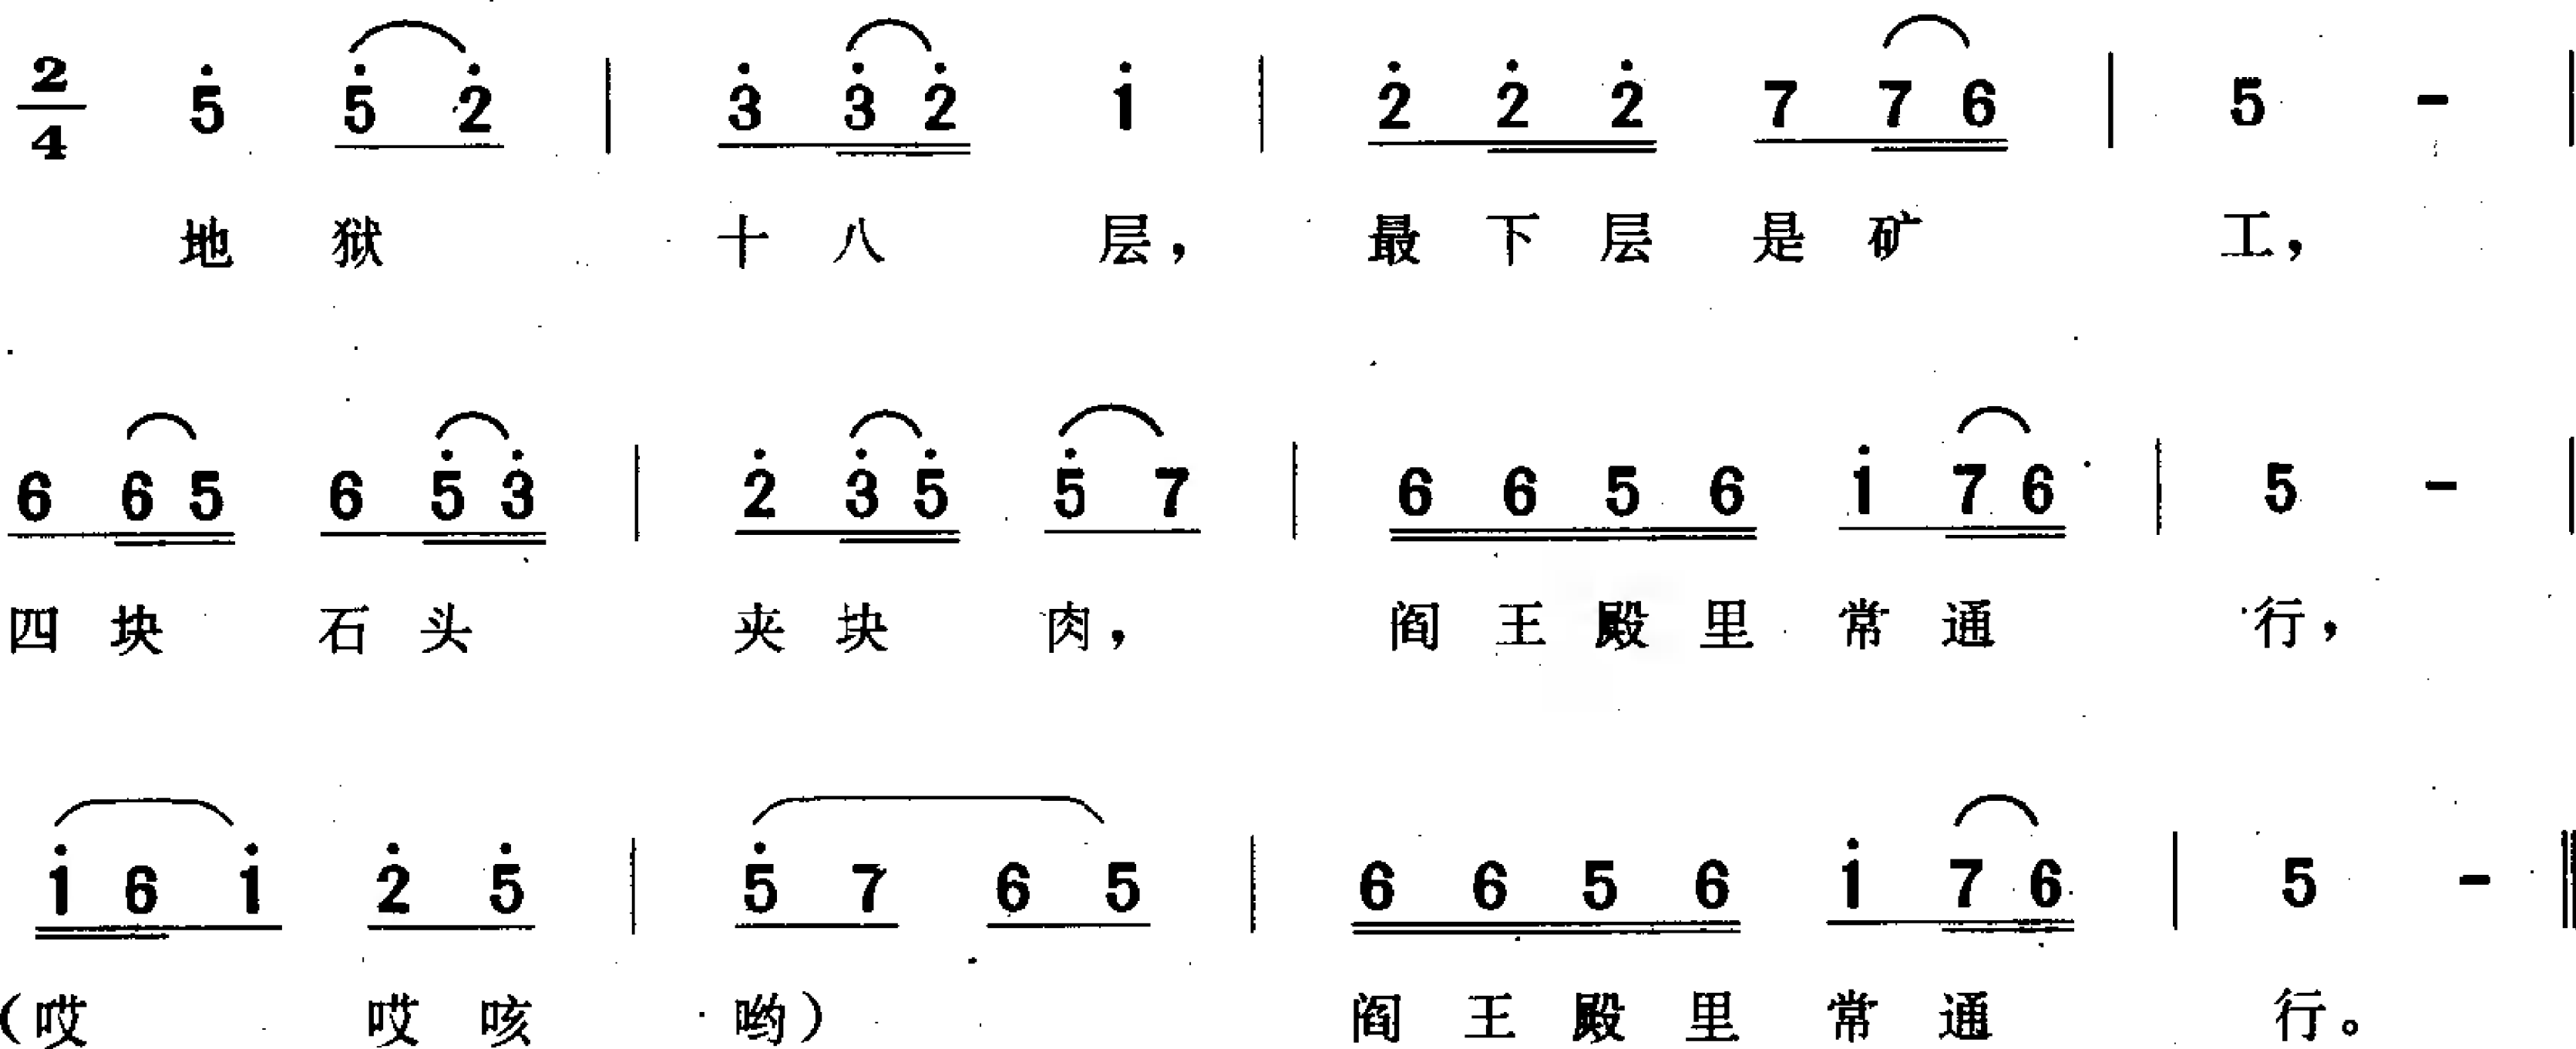 2/4 5̇ 5̇ 2̇ | 3̇ 3̇ 2̇ 1̇ | 2̇ 2̇ 2̇ 7 7 6 | 5 - |
地 狱 十 八 层， 最 下 层 是 矿 工，
6 6 5 6 5̇ 3̇ | 2̇ 3̇ 5̇ 5̇ 7 | 6 6 5 6 1̇ 7 6 | 5 - |
四 块 石 头 夹 块 肉， 阎 王 殿 里 常 通 行，
1̇ 6 1̇ 2̇ 5̇ | 5̇ 7 6 5 | 6 6 5 6 1̇ 7 6 | 5 - ‖
（哎 哎 咳 哟） 阎 王 殿 里 常 通 行。